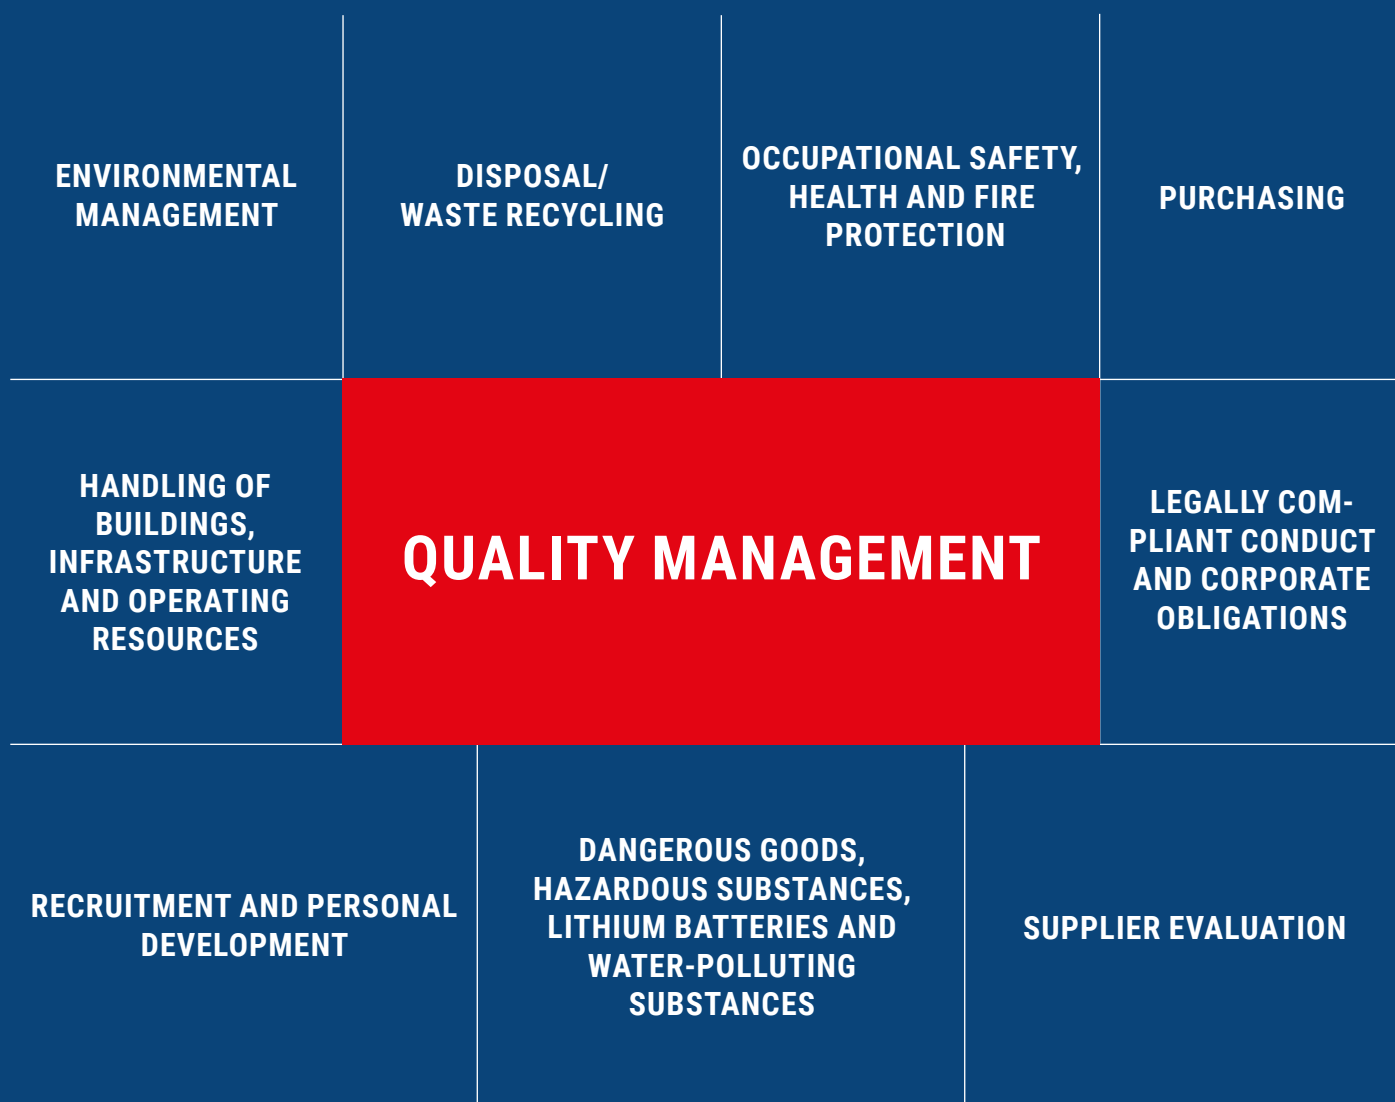 ENVIRONMENTAL
MANAGEMENT
DISPOSAL/
WASTE RECYCLING
OCCUPATIONAL SAFETY,
HEALTH AND FIRE
PROTECTION
PURCHASING
HANDLING OF
BUILDINGS,
INFRASTRUCTURE
AND OPERATING
RESOURCES
QUALITY MANAGEMENT
LEGALLY COM-
PLIANT CONDUCT
AND CORPORATE
OBLIGATIONS
RECRUITMENT AND PERSONAL
DEVELOPMENT
DANGEROUS GOODS,
HAZARDOUS SUBSTANCES,
LITHIUM BATTERIES AND
WATER-POLLUTING
SUBSTANCES
SUPPLIER EVALUATION